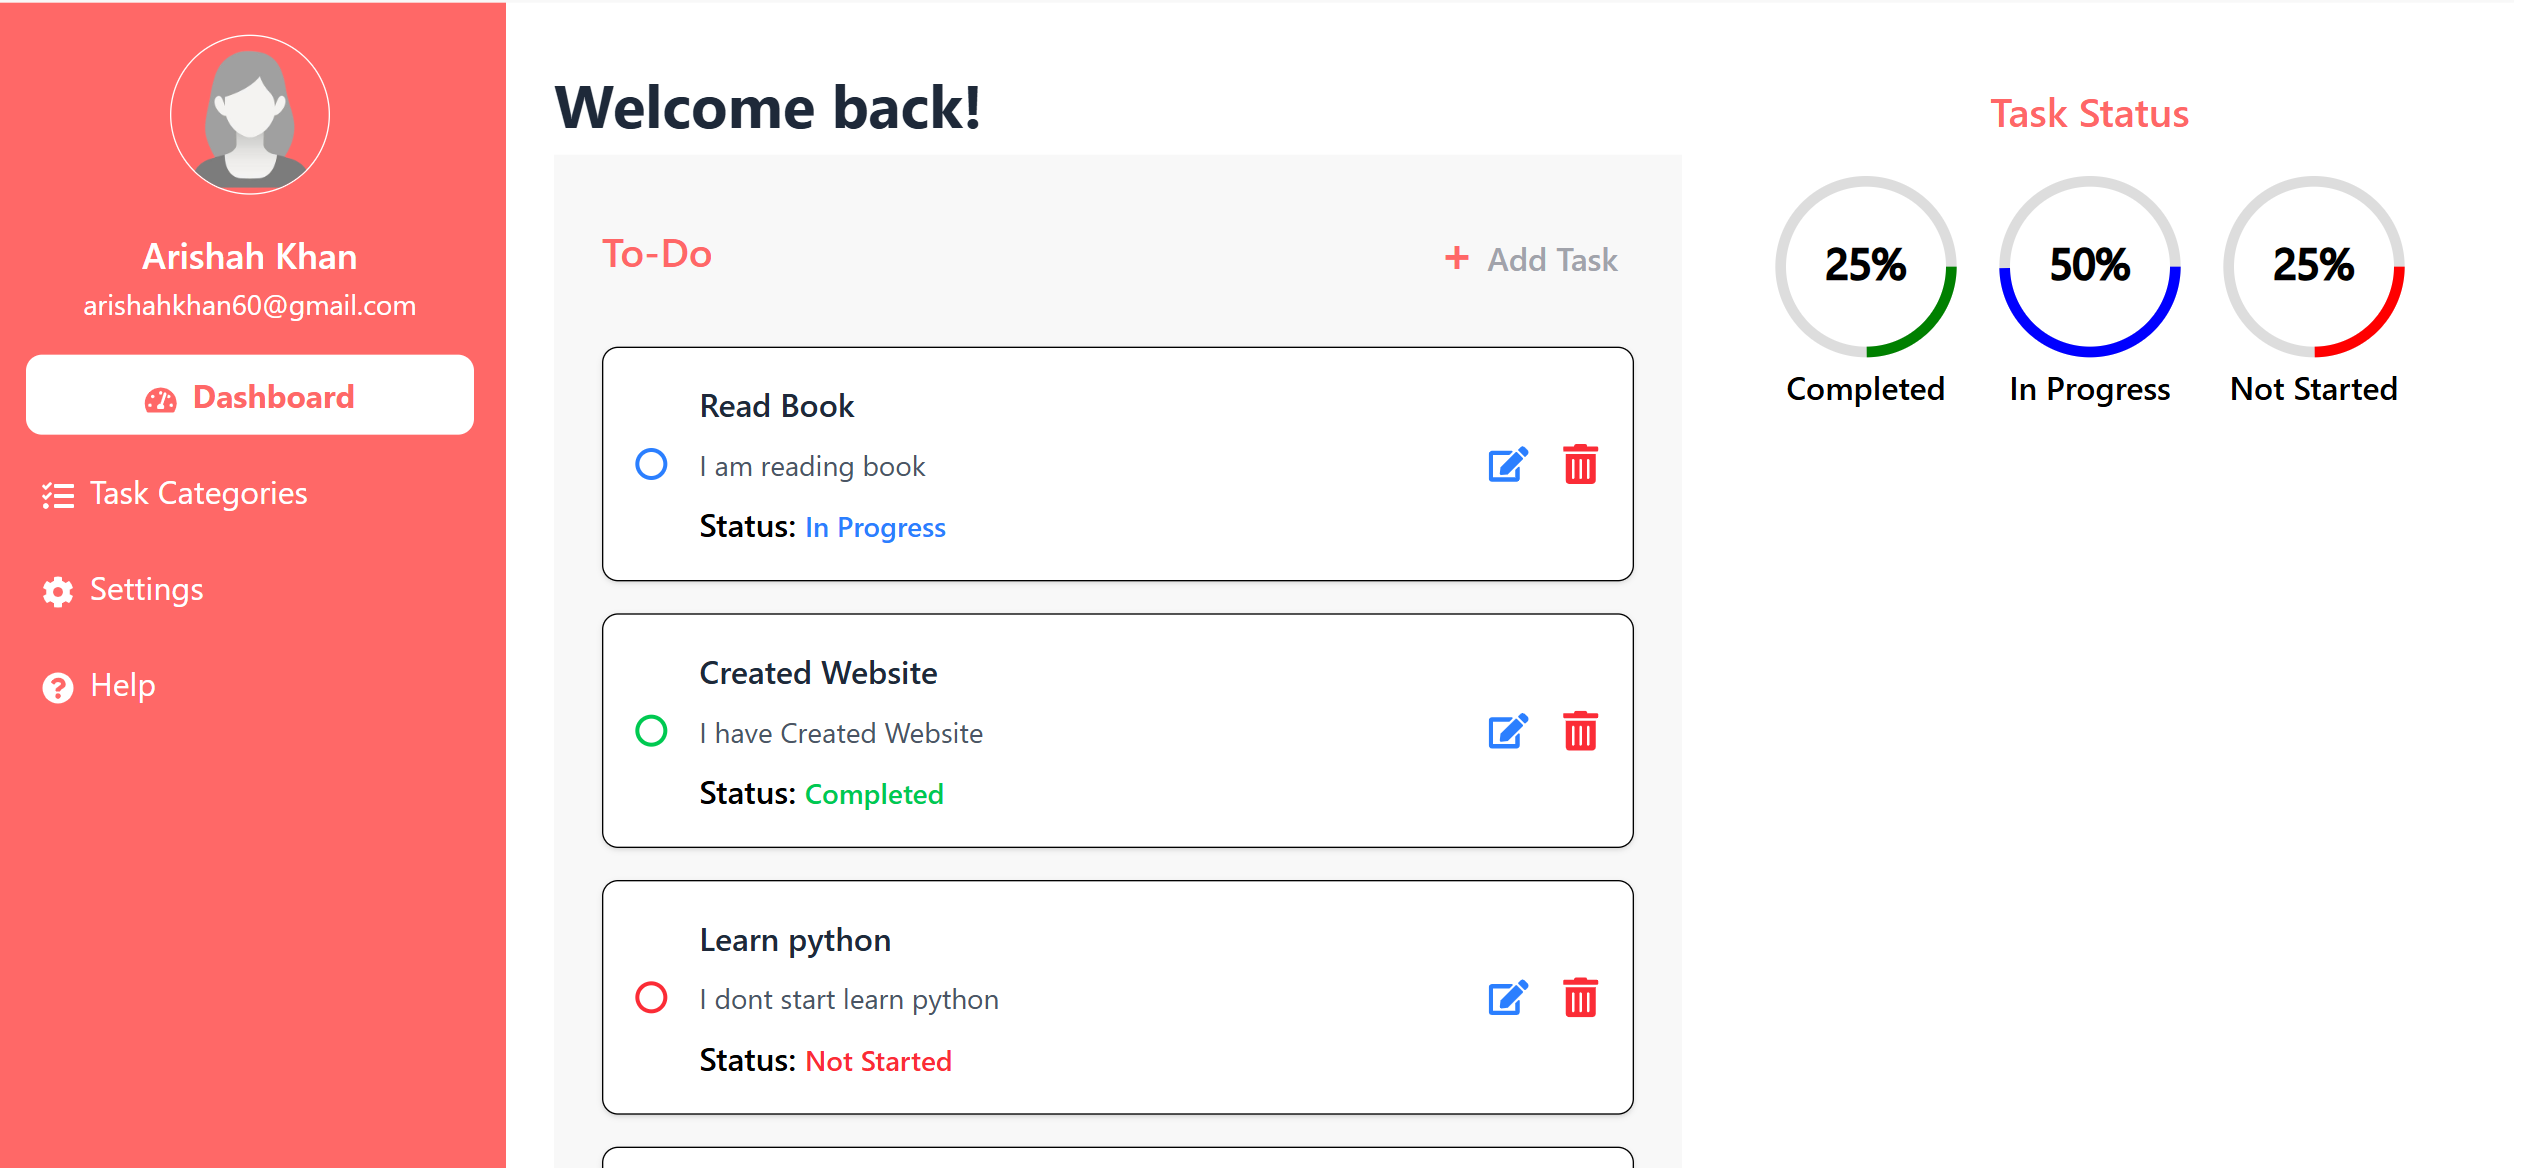 Arishah Khan
arishahkhan60@gmail.com
Dashboard
Task Categories
Settings
Help
Welcome back!
To-Do
+ Add Task
Read Book
I am reading book
Status: In Progress
Created Website
I have Created Website
Status: Completed
Learn python
I dont start learn python
Status: Not Started
Task Status
25%
Completed
50%
In Progress
25%
Not Started